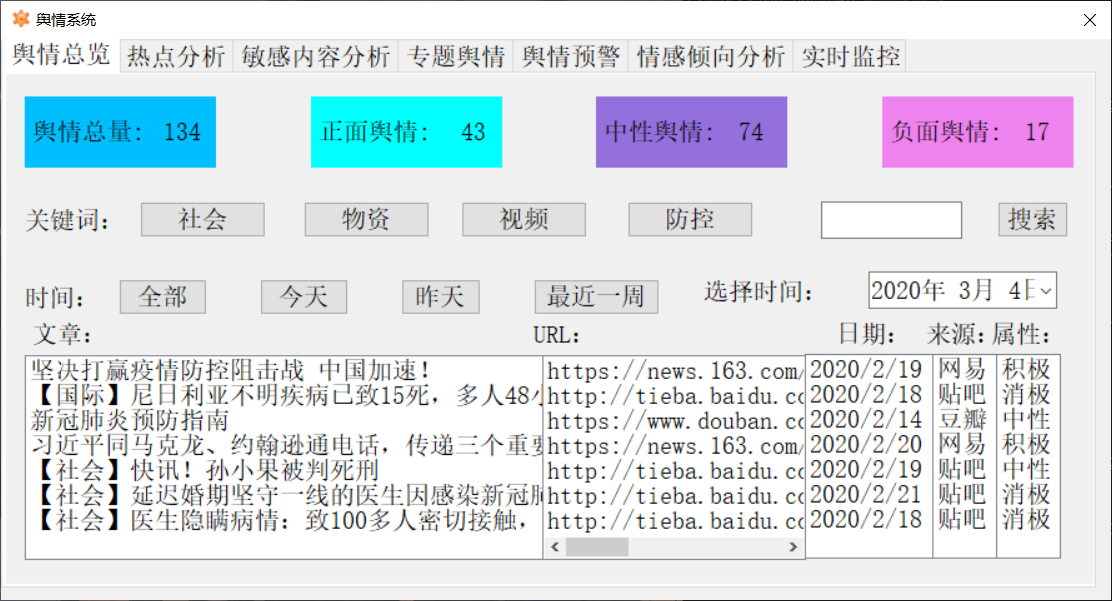 舆情系统
舆情总览 热点分析 敏感内容分析 专题舆情 舆情预警 情感倾向分析 实时监控
舆情总量: 134 正面舆情: 43 中性舆情: 74 负面舆情: 17
关键词: 社会 物资 视频 防控 搜索
时间: 全部 今天 昨天 最近一周 选择时间: 2020年 3月 4日
文章: URL: 日期: 来源: 属性:
坚决打赢疫情防控阻击战 中国加速! https://news.163.com/ 2020/2/19 网易 积极
【国际】尼日利亚不明疾病已致15死,多人48小 http://tieba.baidu.co 2020/2/18 贴吧 消极
新冠肺炎预防指南 https://www.douban.co 2020/2/14 豆瓣 中性
习近平同马克龙、约翰逊通电话,传递三个重要 https://news.163.com/ 2020/2/20 网易 积极
【社会】快讯!孙小果被判死刑 http://tieba.baidu.co 2020/2/19 贴吧 中性
【社会】延迟婚期坚守一线的医生因感染新冠肺 http://tieba.baidu.co 2020/2/21 贴吧 消极
【社会】医生隐瞒病情:致100多人密切接触, http://tieba.baidu.co 2020/2/18 贴吧 消极